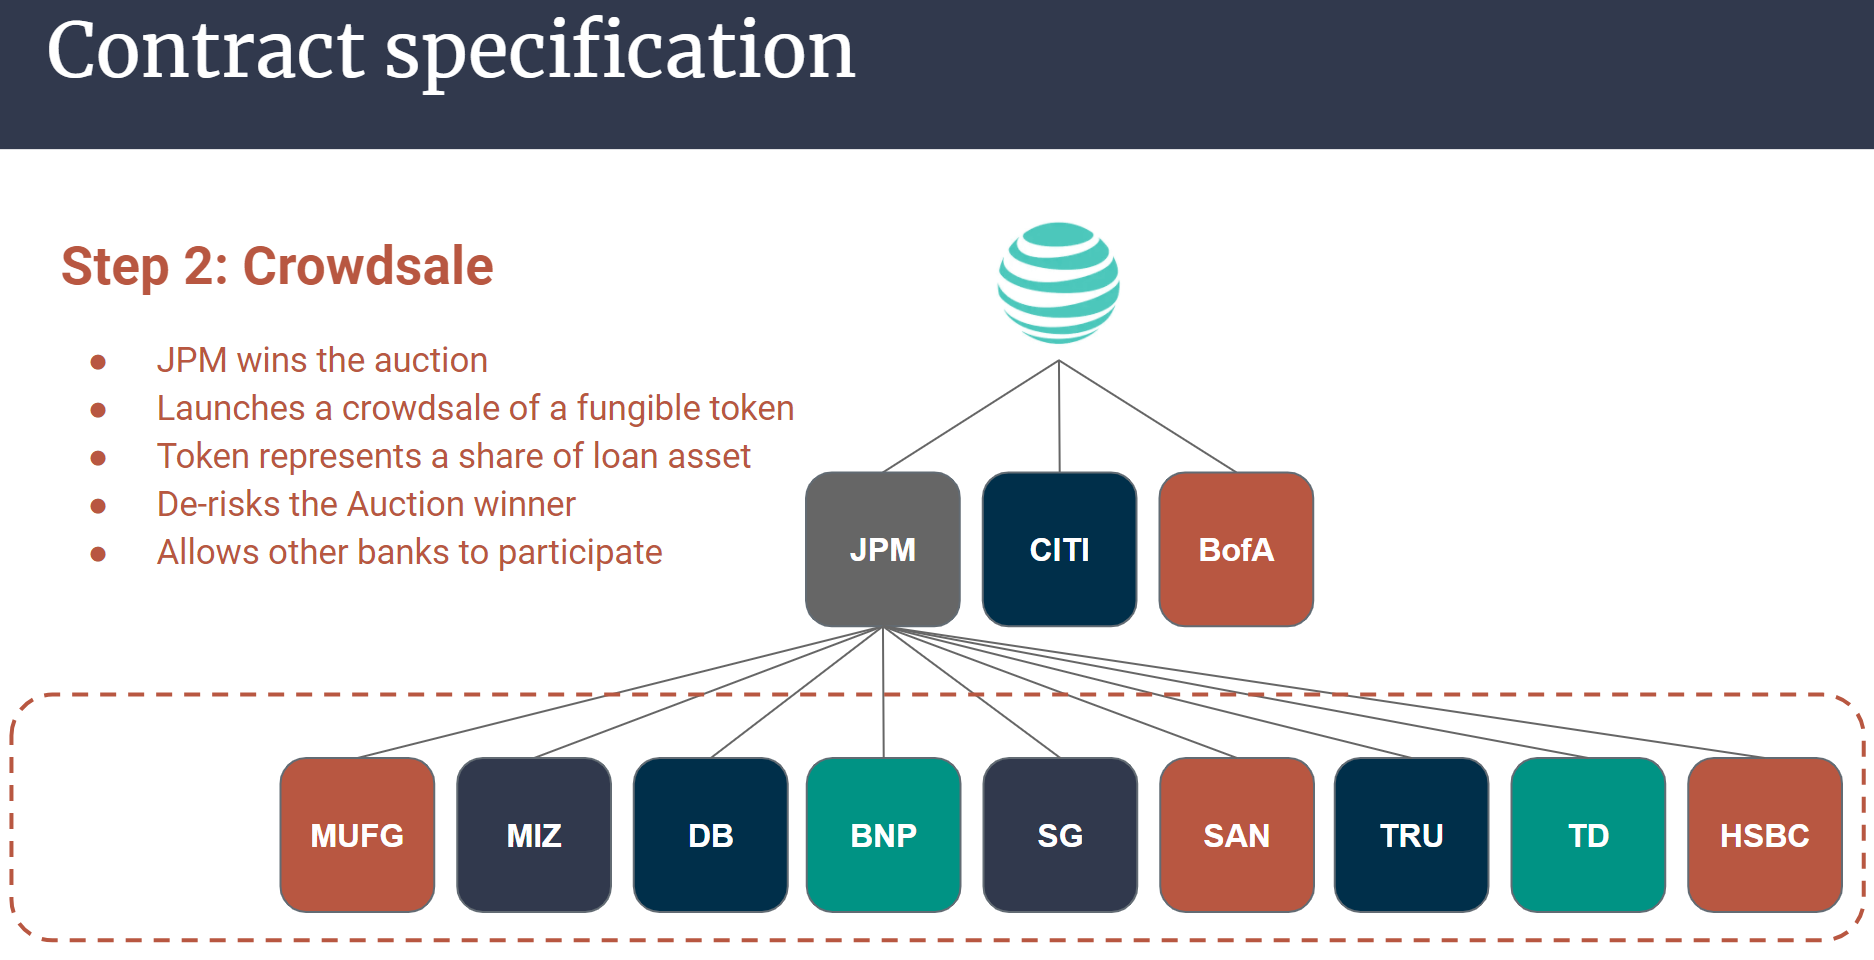 Contract specification
Step 2: Crowdsale
● JPM wins the auction
● Launches a crowdsale of a fungible token
● Token represents a share of loan asset
● De-risks the Auction winner
● Allows other banks to participate
JPM
CITI
BofA
MUFG
MIZ
DB
BNP
SG
SAN
TRU
TD
HSBC